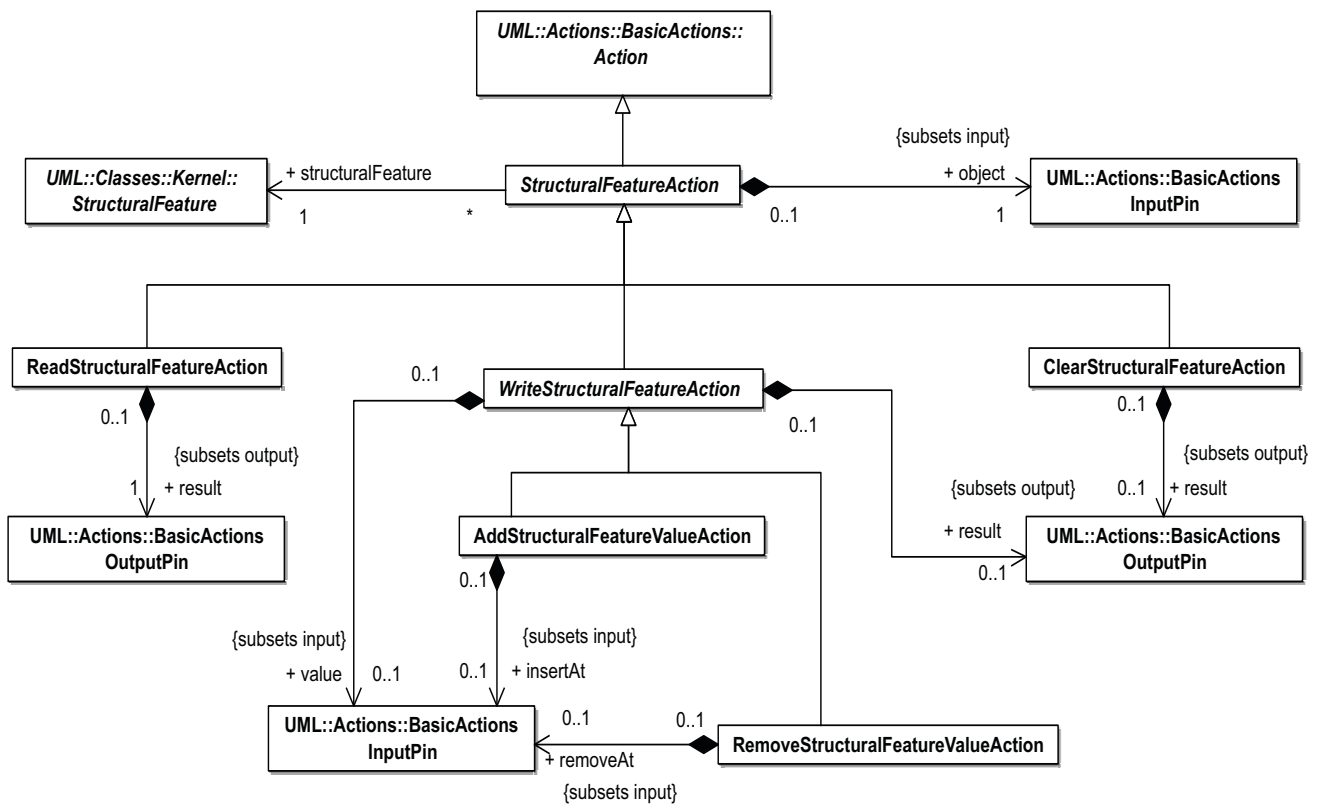 UML::Actions::BasicActions::
Action
{subsets input}
UML::Classes::Kernel::
StructuralFeature
+ structuralFeature
1
*
StructuralFeatureAction
0..1
+ object
1
UML::Actions::BasicActions
InputPin
ReadStructuralFeatureAction
0..1
{subsets output}
1
+ result
UML::Actions::BasicActions
OutputPin
0..1
WriteStructuralFeatureAction
0..1
ClearStructuralFeatureAction
0..1
{subsets output}
0..1
+ result
{subsets output}
+ result
0..1
UML::Actions::BasicActions
OutputPin
AddStructuralFeatureValueAction
0..1
{subsets input}
+ value
0..1
{subsets input}
0..1
+ insertAt
UML::Actions::BasicActions
InputPin
0..1
0..1
+ removeAt
{subsets input}
RemoveStructuralFeatureValueAction